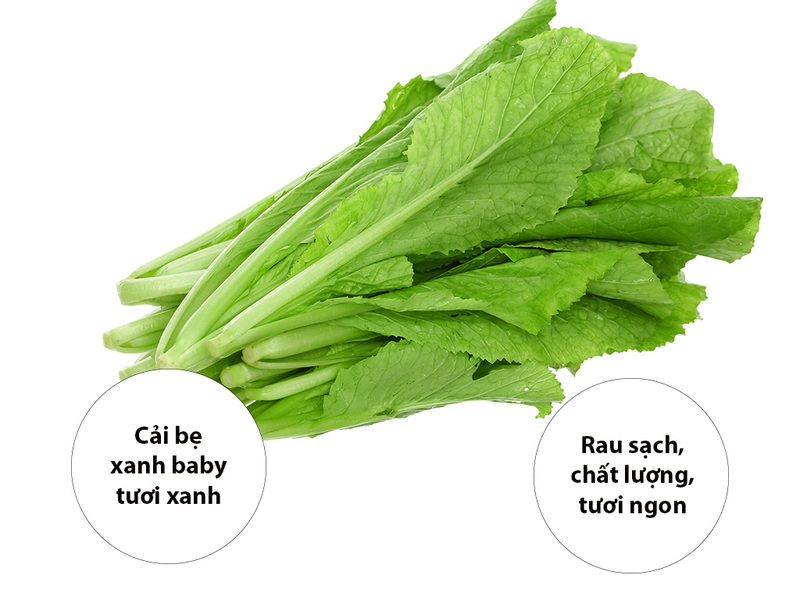 Cải bẹ
xanh baby
tươi xanh
Rau sạch,
chất lượng,
tươi ngon